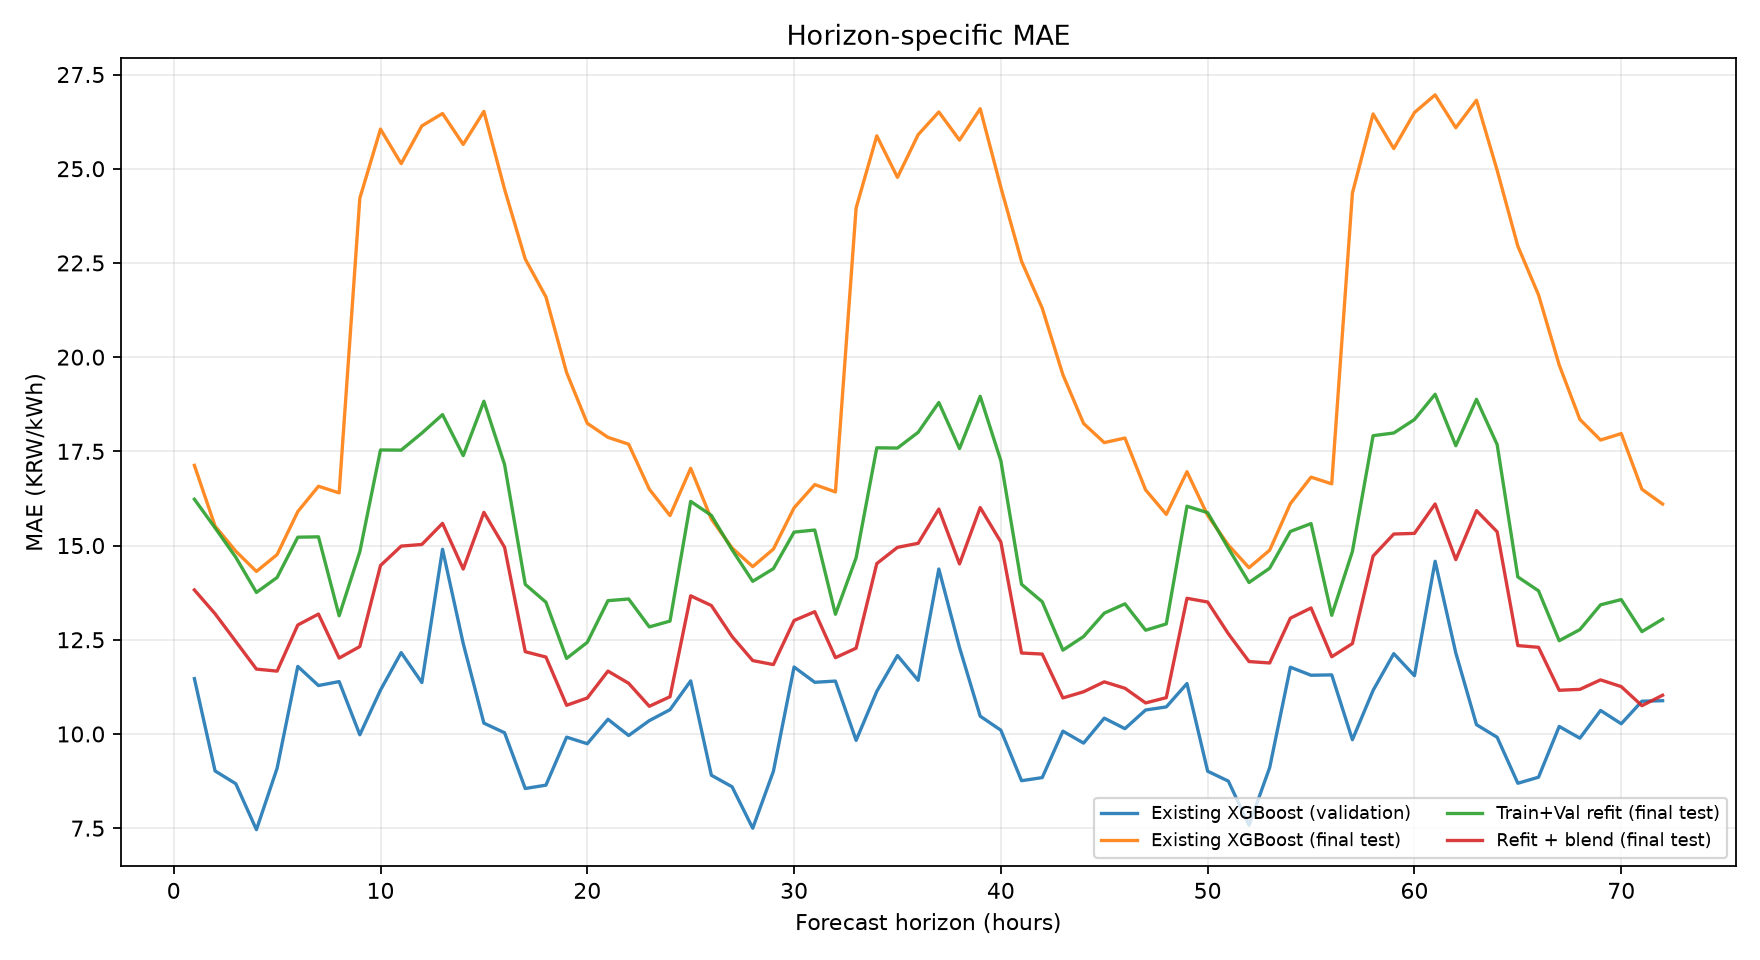 Horizon-specific MAE
27.5
25.0
22.5
20.0
17.5
15.0
12.5
10.0
7.5
MAE (KRW/kWh)
0 10 20 30 40 50 60 70
Forecast horizon (hours)
Existing XGBoost (validation)
Existing XGBoost (final test)
Train+Val refit (final test)
Refit + blend (final test)